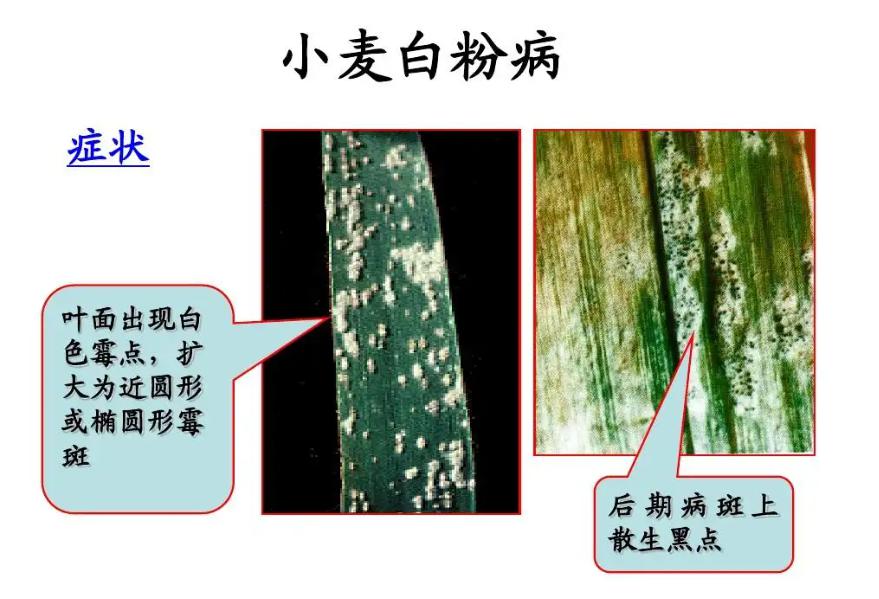 小麦白粉病
症状
叶面出现白
色霉点，扩
大为近圆形
或椭圆形霉
斑
后期病斑上
散生黑点